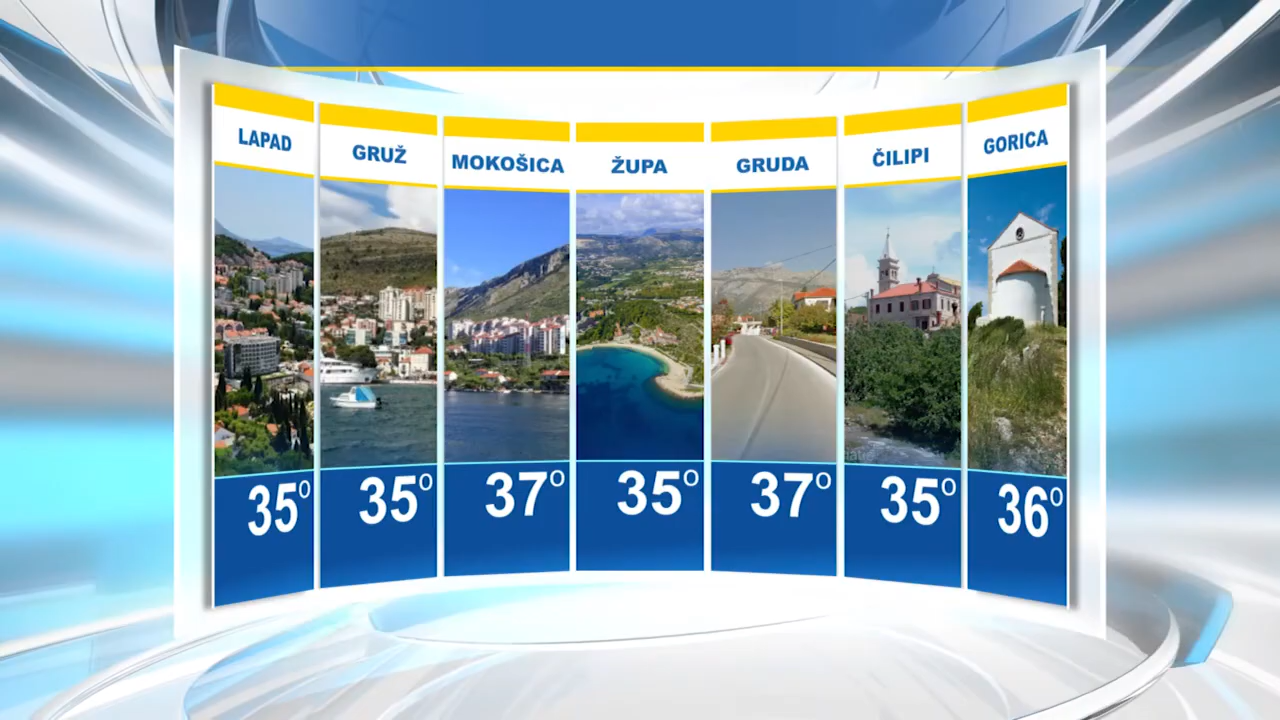 LAPAD
GRUŽ
MOKOŠICA
ŽUPA
GRUDA
ČILIPI
GORICA
35°
35°
37°
35°
37°
35°
36°